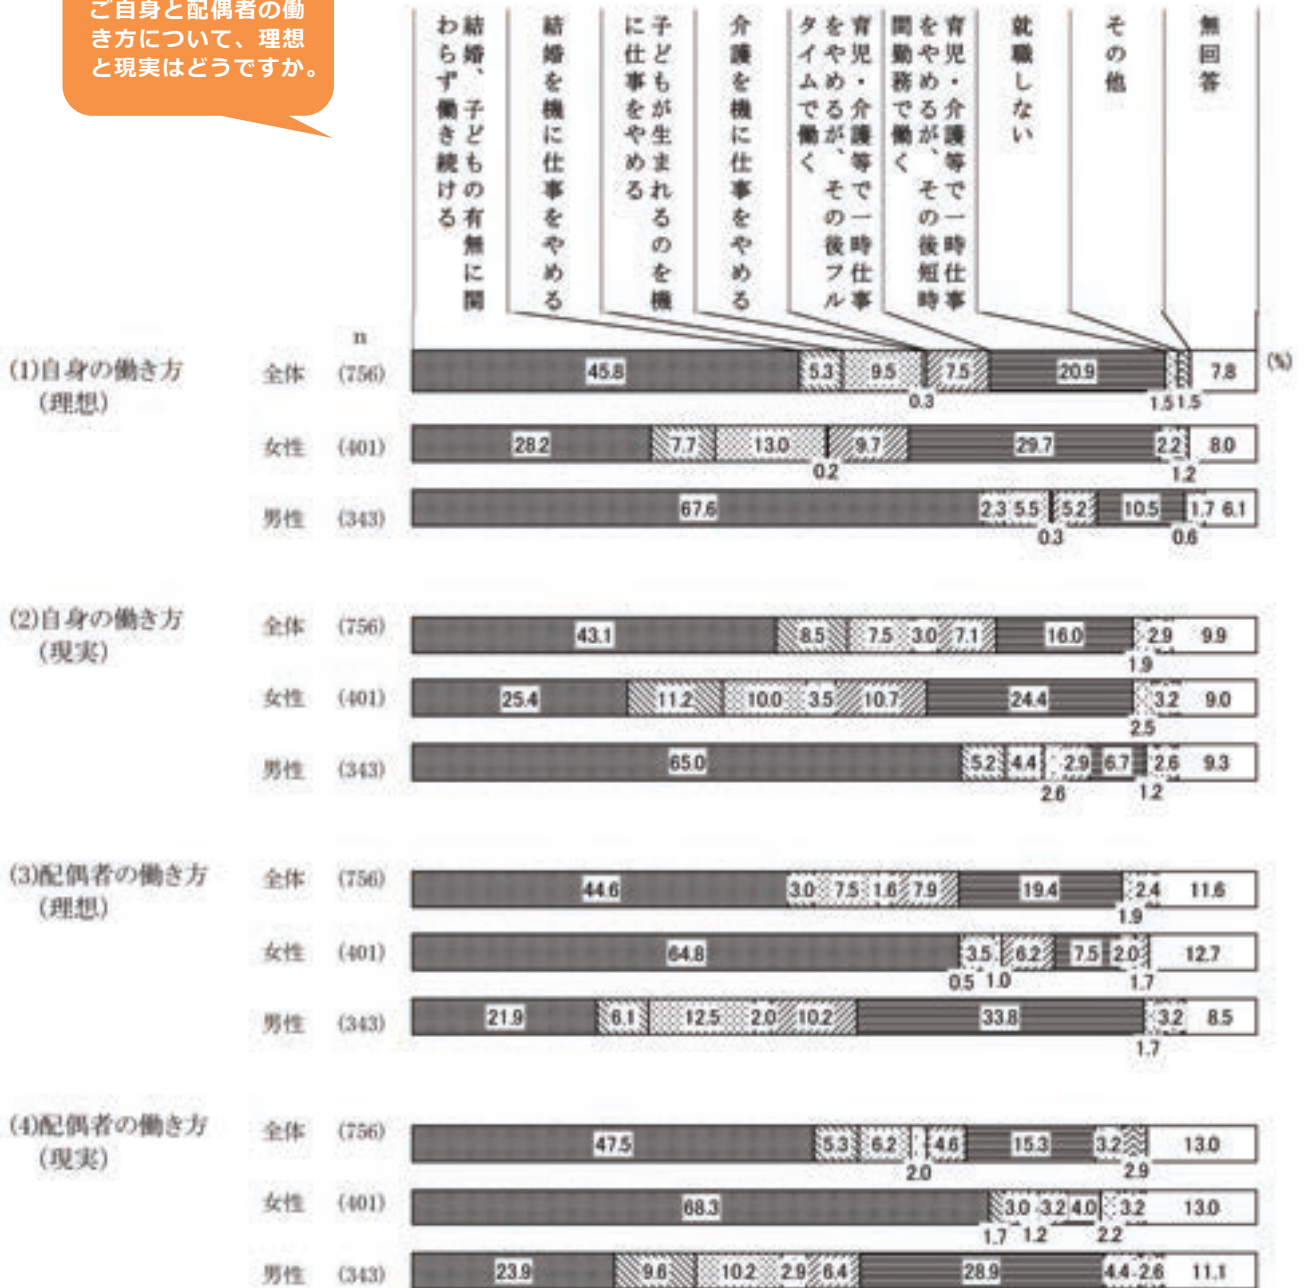 ご自身と配偶者の働
き方について、理想
と現実はどうですか。
結婚、子どもの有無に関
わらず働き続ける
結婚を機に仕事をやめる
子どもが生まれるのを機
に仕事をやめる
介護を機に仕事をやめる
育児・介護等で一時仕事
をやめるが、その後フル
タイムで働く
育児・介護等で一時仕事
をやめるが、その後短時
間勤務で働く
就職しない
その他
無回答
n
(%)
(1)自身の働き方
(理想)
全体 (756) 45.8 5.3 9.5 0.3 7.5 20.9 1.5 1.5 7.8
女性 (401) 28.2 7.7 13.0 0.2 9.7 29.7 2.2 1.2 8.0
男性 (343) 67.6 2.3 5.5 0.3 5.2 10.5 0.6 1.7 6.1
(2)自身の働き方
(現実)
全体 (756) 43.1 8.5 7.5 3.0 7.1 16.0 1.9 2.9 9.9
女性 (401) 25.4 11.2 10.0 3.5 10.7 24.4 2.5 3.2 9.0
男性 (343) 65.0 5.2 4.4 2.6 2.9 6.7 1.2 2.6 9.3
(3)配偶者の働き方
(理想)
全体 (756) 44.6 3.0 7.5 1.6 7.9 19.4 1.9 2.4 11.6
女性 (401) 64.8 0.5 3.5 1.0 6.2 7.5 2.0 1.7 12.7
男性 (343) 21.9 6.1 12.5 2.0 10.2 33.8 1.7 3.2 8.5
(4)配偶者の働き方
(現実)
全体 (756) 47.5 5.3 6.2 2.0 4.6 15.3 3.2 2.9 13.0
女性 (401) 68.3 1.7 3.0 1.2 3.2 4.0 2.2 3.2 13.0
男性 (343) 23.9 9.6 10.2 2.9 6.4 28.9 4.4 2.6 11.1